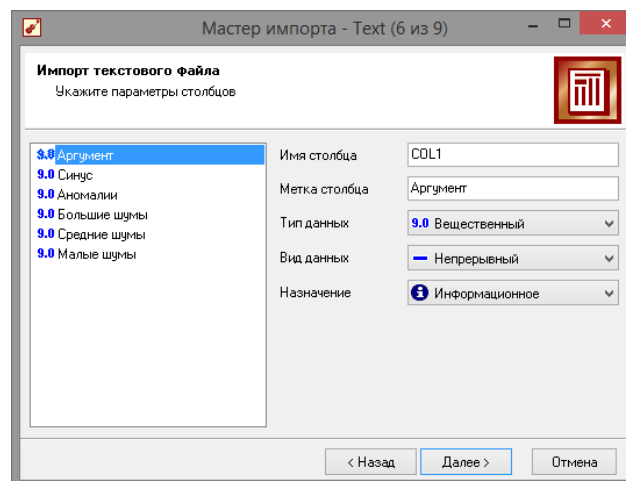 Мастер импорта - Text (6 из 9)
Импорт текстового файла
Укажите параметры столбцов
9.0 Аргумент
9.0 Синус
9.0 Аномалии
9.0 Большие шумы
9.0 Средние шумы
9.0 Малые шумы
Имя столбца COL1
Метка столбца Аргумент
Тип данных 9.0 Вещественный
Вид данных Непрерывный
Назначение Информационное
< Назад Далее > Отмена